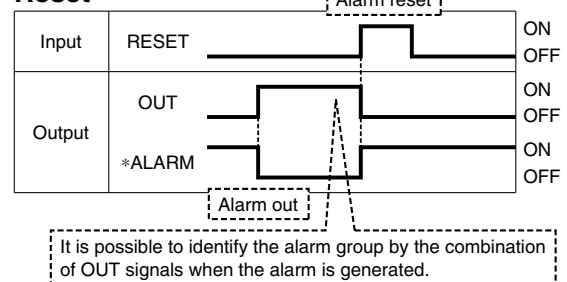 Reset
Alarm reset
Input RESET ON
OFF
Output OUT ON
OFF
*ALARM ON
OFF
Alarm out
It is possible to identify the alarm group by the combination
of OUT signals when the alarm is generated.